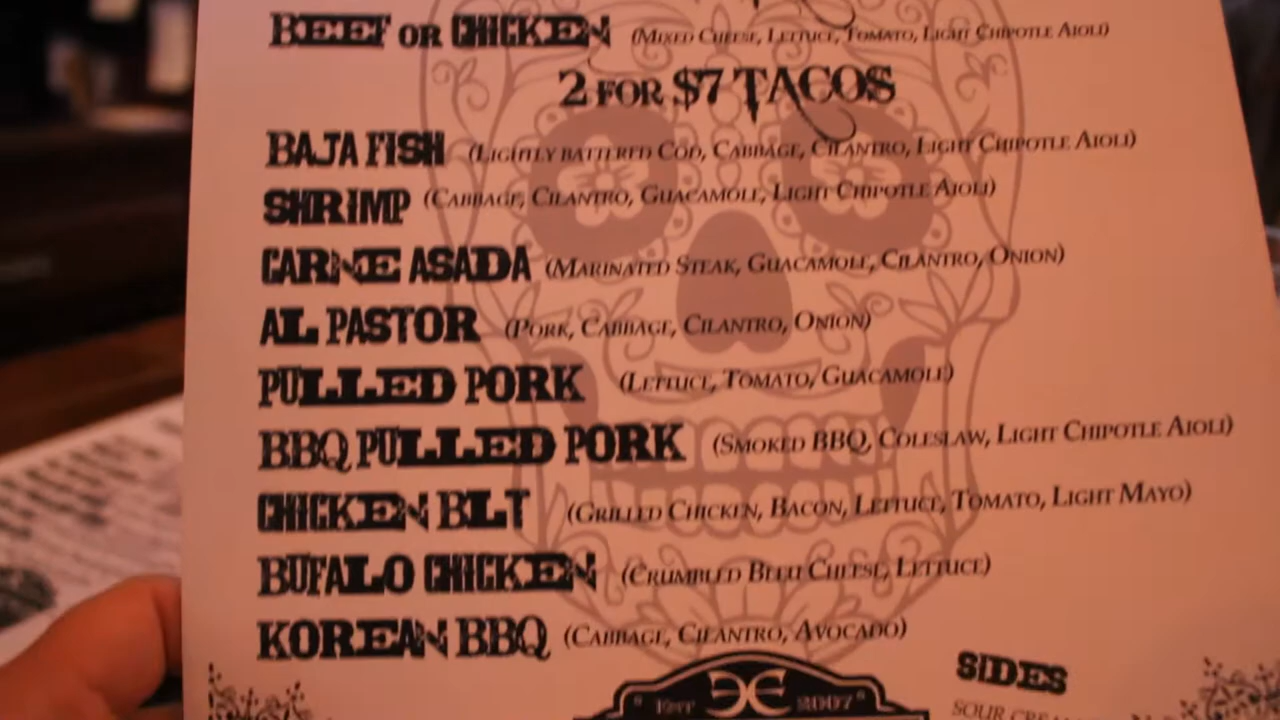 BEEF OR CHICKEN (MIXED CHEESE, LETTUCE, TOMATO, LIGHT CHIPOTLE AIOLI)
2 FOR $7 TACOS
BAJA FISH (LIGHTLY BATTERED COD, CABBAGE, CILANTRO, LIGHT CHIPOTLE AIOLI)
SHRIMP (CABBAGE, CILANTRO, GUACAMOLE, LIGHT CHIPOTLE AIOLI)
CARNE ASADA (MARINATED STEAK, GUACAMOLE, CILANTRO, ONION)
AL PASTOR (PORK, CABBAGE, CILANTRO, ONION)
PULLED PORK (LETTUCE, TOMATO, GUACAMOLE)
BBQ PULLED PORK (SMOKED BBQ, COLESLAW, LIGHT CHIPOTLE AIOLI)
CHICKEN BLT (GRILLED CHICKEN, BACON, LETTUCE, TOMATO, LIGHT MAYO)
BUFALO CHICKEN (CRUMBLED BLEU CHEESE, LETTUCE)
KOREAN BBQ (CABBAGE, CILANTRO, AVOCADO)
EST 2007
SIDES
SOUR CREAM